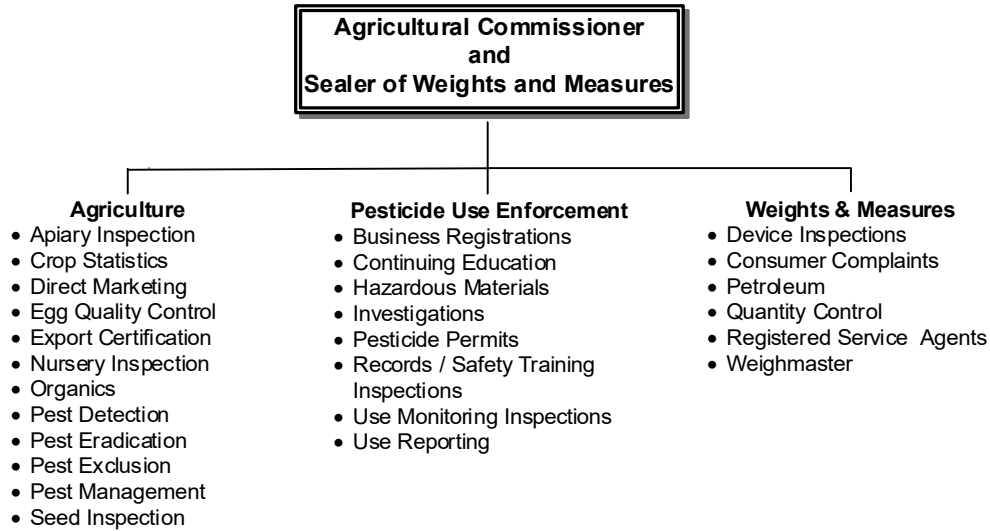 Agricultural Commissioner
and
Sealer of Weights and Measures
Agriculture
• Apiary Inspection
• Crop Statistics
• Direct Marketing
• Egg Quality Control
• Export Certification
• Nursery Inspection
• Organics
• Pest Detection
• Pest Eradication
• Pest Exclusion
• Pest Management
• Seed Inspection
Pesticide Use Enforcement
• Business Registrations
• Continuing Education
• Hazardous Materials
• Investigations
• Pesticide Permits
• Records / Safety Training
Inspections
• Use Monitoring Inspections
• Use Reporting
Weights & Measures
• Device Inspections
• Consumer Complaints
• Petroleum
• Quantity Control
• Registered Service Agents
• Weighmaster